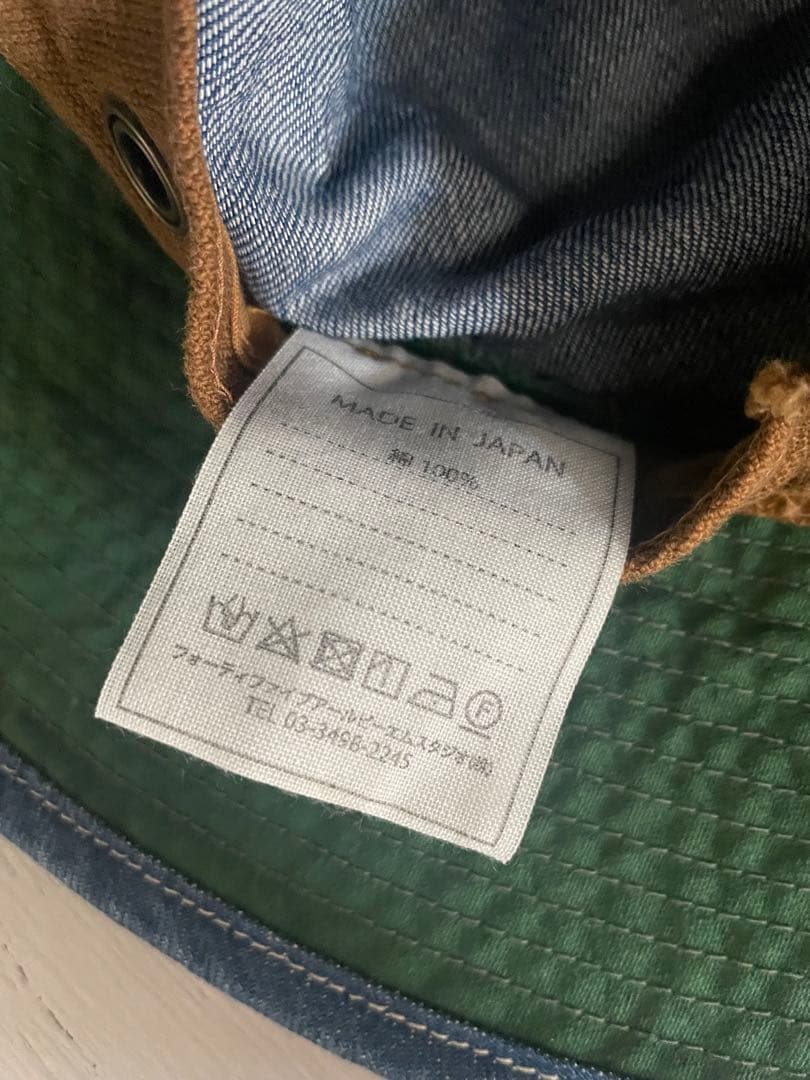 MADE IN JAPAN
綿 100%
F
フォーティファイブアールピーエムスタジオ㈱
TEL 03-3498-2245